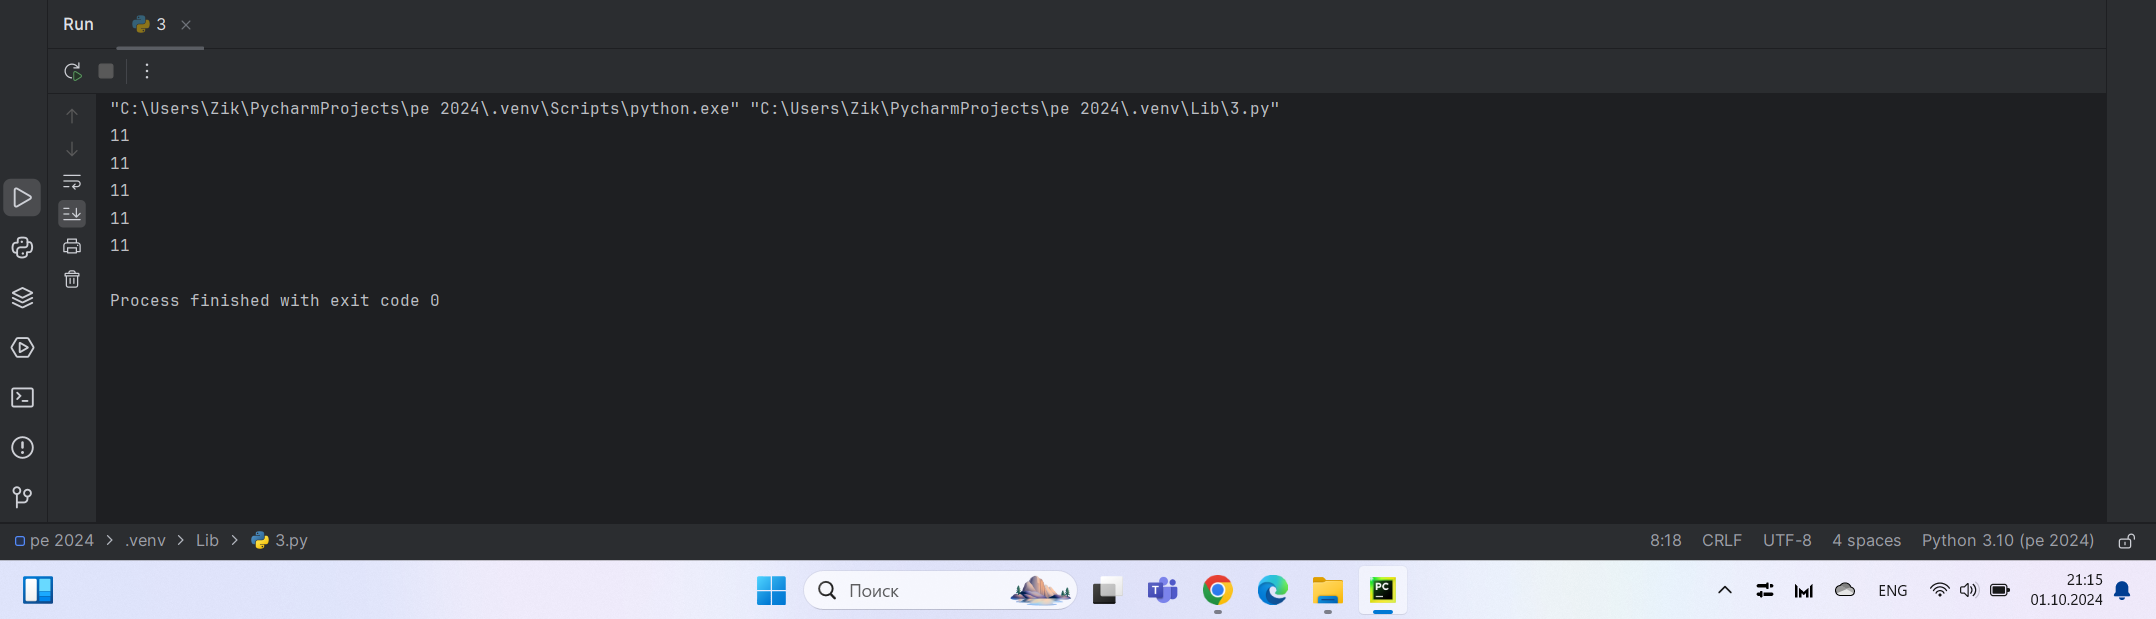 Run 3
"C:\Users\Zik\PycharmProjects\pe 2024\.venv\Scripts\python.exe" "C:\Users\Zik\PycharmProjects\pe 2024\.venv\Lib\3.py"
11
11
11
11
11
Process finished with exit code 0
pe 2024 > .venv > Lib > 3.py 8:18 CRLF UTF-8 4 spaces Python 3.10 (pe 2024)
Поиск PC ENG 21:15
01.10.2024